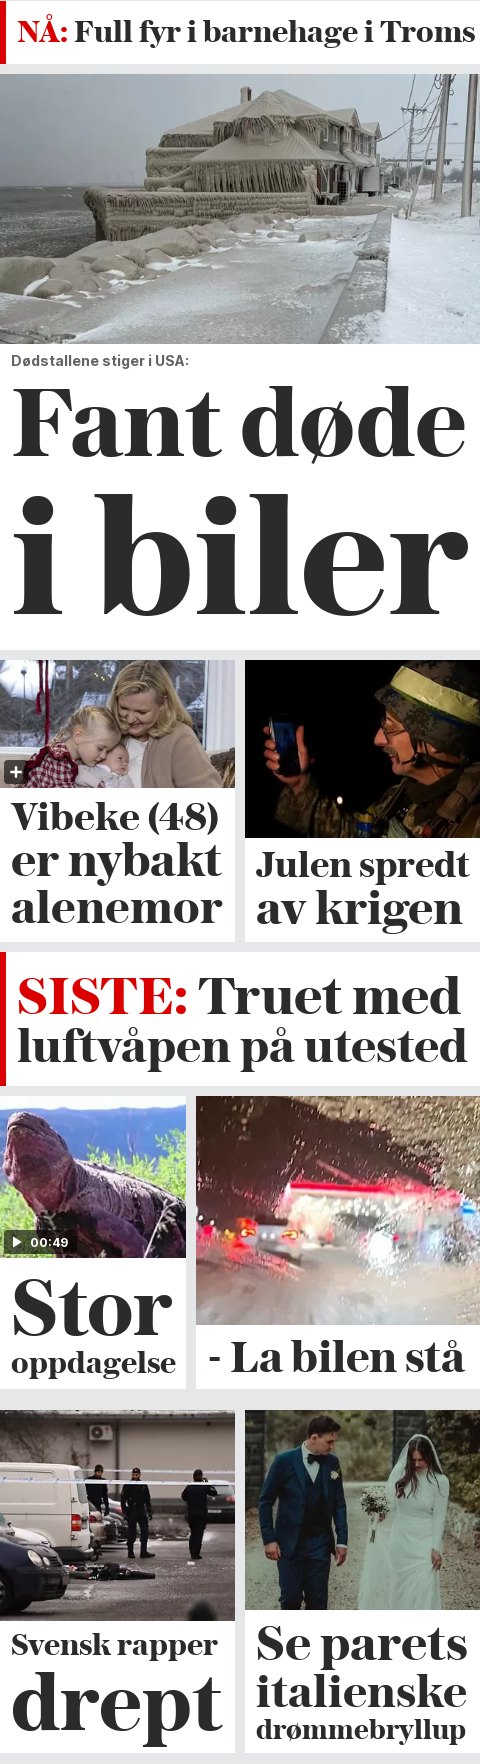 NÅ: Full fyr i barnehage i Troms
Dødstallene stiger i USA:
Fant døde
i biler
Vibeke (48)
er nybakt
alenemor
Julen spredt
av krigen
SISTE: Truet med
luftvåpen på utested
00:49
Stor
oppdagelse
- La bilen stå
Svensk rapper
drept
Se parets
italienske
drømmebryllup